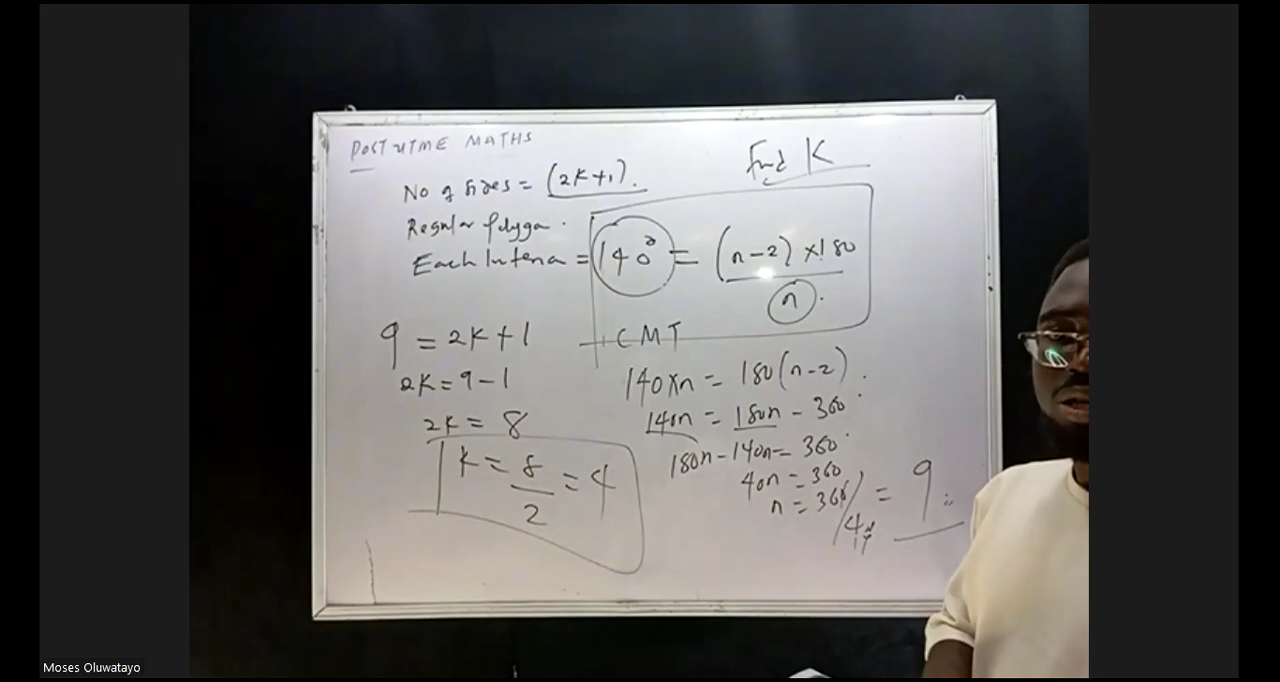 POST UTME MATHS
Find K
No of sides = (2K+1).
Regular Polygo
Each Interna = 140° = (n-2) × 180
n
CMT
140×n = 180(n-2)
140n = 180n - 360
180n - 140n = 360
40n = 360
n = 360/40 = 9
9 = 2K+1
2K = 9-1
2K = 8
K = 8 = 4
2
Moses Oluwatayo